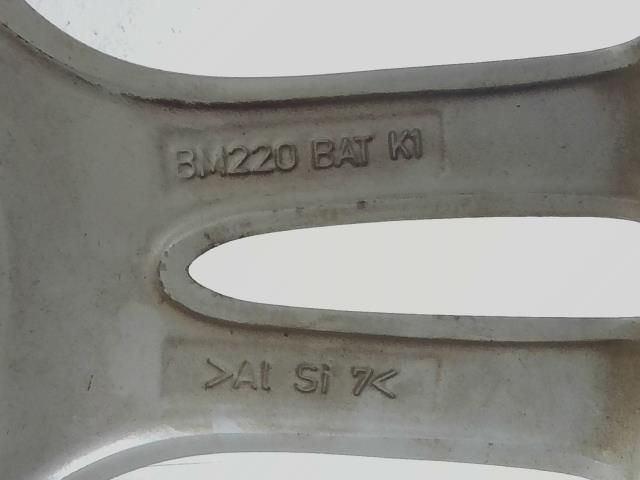 BM220 BAT K1
>Al Si 7<